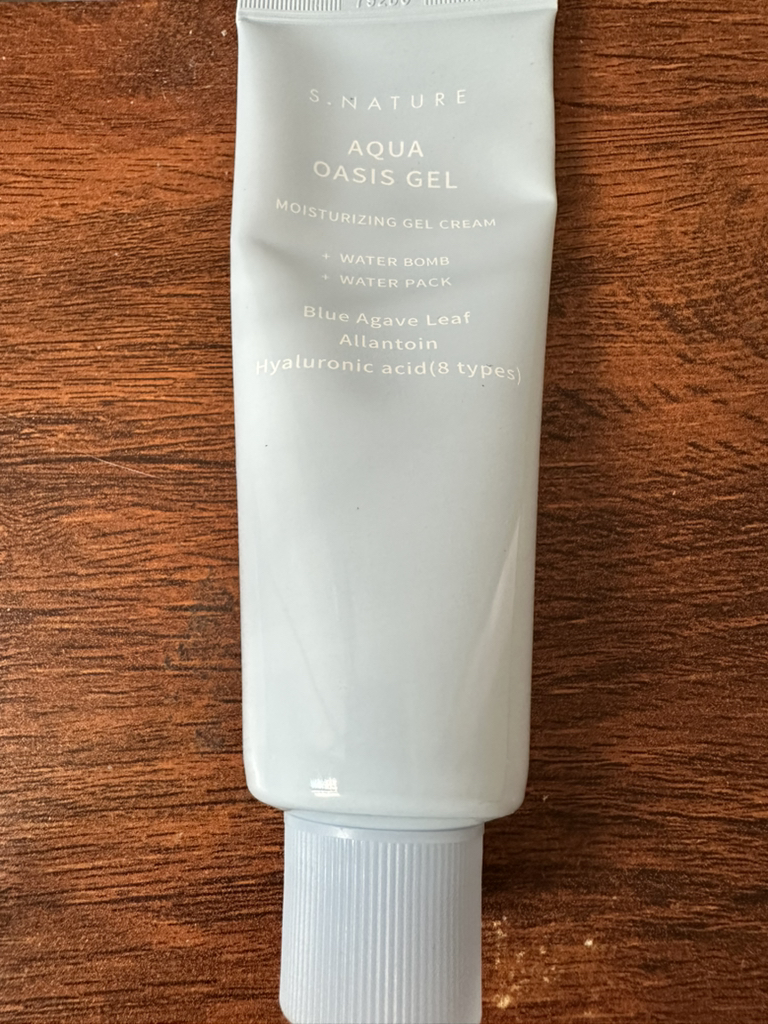 S.NATURE
AQUA
OASIS GEL
MOISTURIZING GEL CREAM
+ WATER BOMB
+ WATER PACK
Blue Agave Leaf
Allantoin
Hyaluronic acid(8 types)